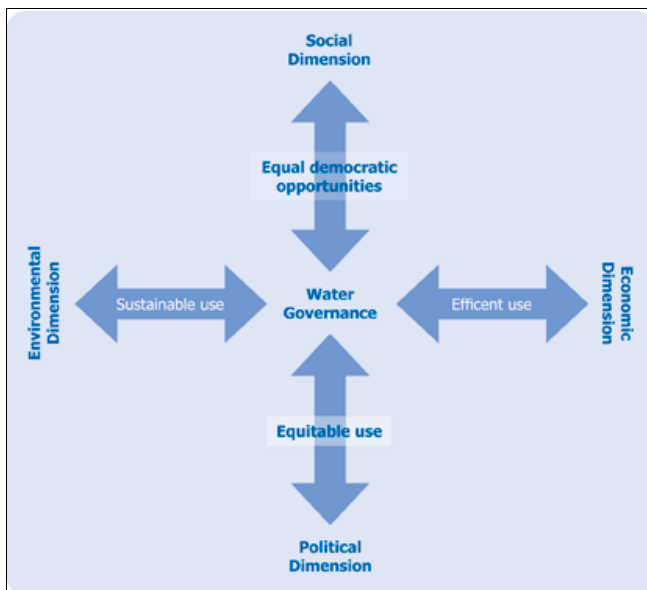 Social
Dimension
Equal democratic
opportunities
Environmental
Dimension
Sustainable use
Water
Governance
Efficent use
Economic
Dimension
Equitable use
Political
Dimension